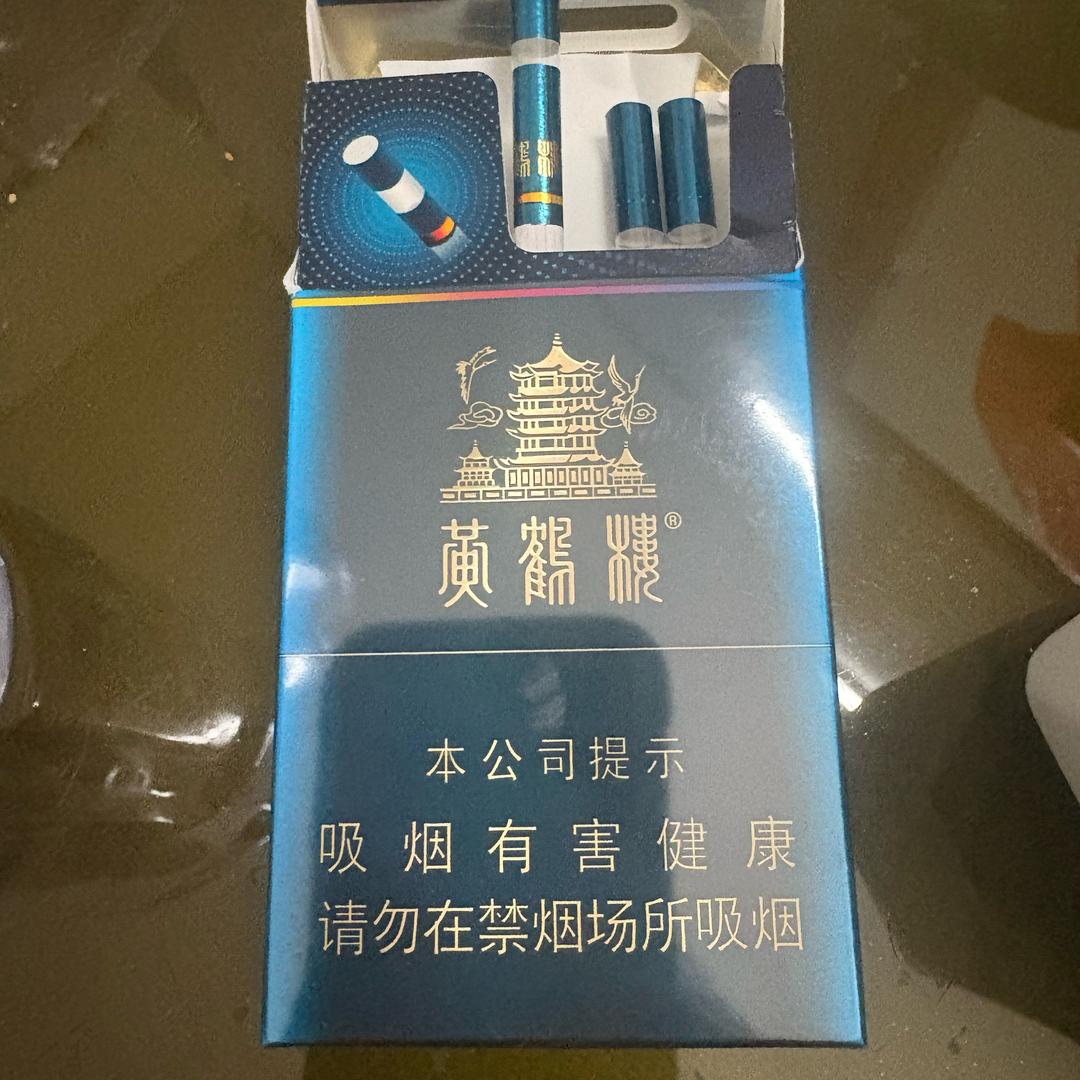 黄鹤楼®
本公司提示
吸烟有害健康
请勿在禁烟场所吸烟